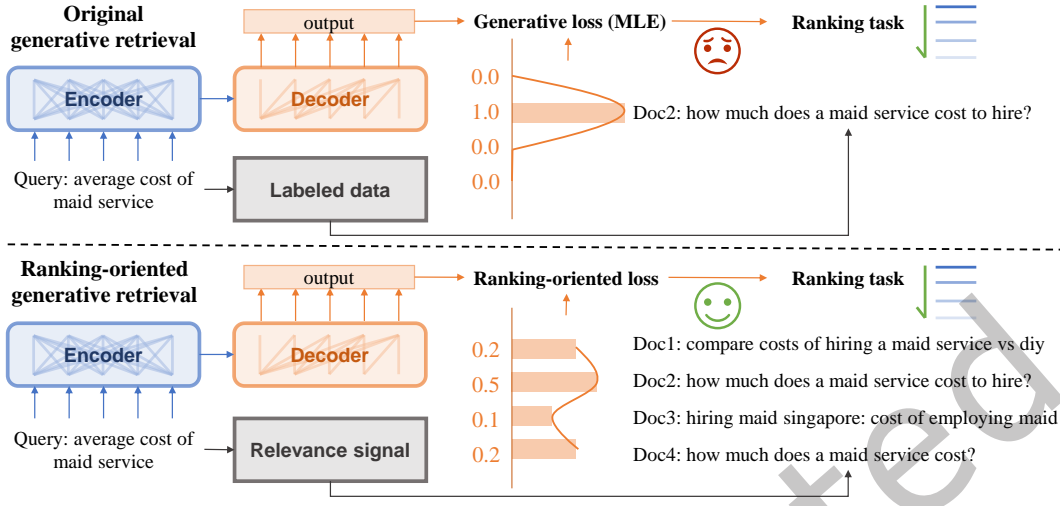 Original
generative retrieval
output
Generative loss (MLE)
Ranking task
Encoder
Decoder
0.0
1.0
0.0
0.0
Doc2: how much does a maid service cost to hire?
Query: average cost of
maid service
Labeled data
Ranking-oriented
generative retrieval
output
Ranking-oriented loss
Ranking task
Encoder
Decoder
0.2
0.5
0.1
0.2
Doc1: compare costs of hiring a maid service vs diy
Doc2: how much does a maid service cost to hire?
Doc3: hiring maid singapore: cost of employing maid
Doc4: how much does a maid service cost?
Query: average cost of
maid service
Relevance signal
ted